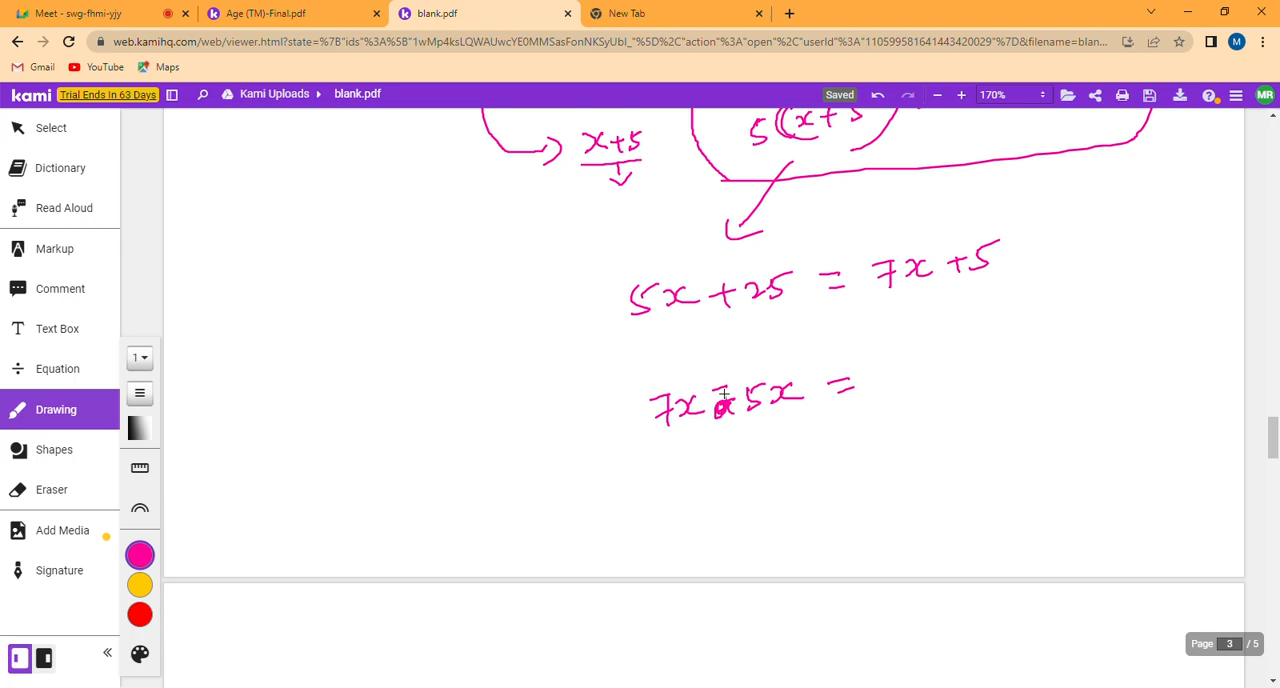 Meet - swg-fhmi-yjy
Age (TM)-Final.pdf
blank.pdf
New Tab
web.kamihq.com/web/viewer.html?state=%7B"ids"%3A%5B"1wMp4ksLQWAUwcYE0MMSasFonNKSyUbI_"%5D%2C"action"%3A"open"%2C"userId"%3A"110599581641443420029"%7D&filename=blan...
Gmail
YouTube
Maps
kami
Trial Ends In 63 Days
Kami Uploads
blank.pdf
Saved
170%
MR
Select
Dictionary
Read Aloud
Markup
Comment
Text Box
Equation
Drawing
Shapes
Eraser
Add Media
Signature
1
5(x+5
x+5
5x+25 = 7x+5
7x 5x =
Page 3 / 5